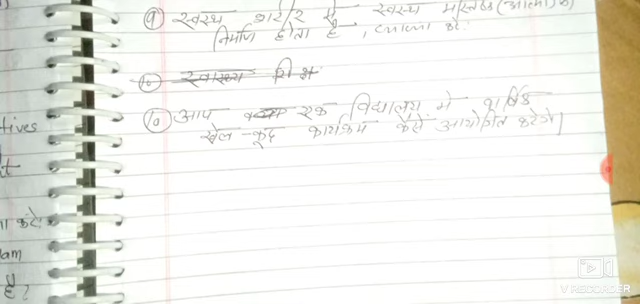 9) स्वस्थ शरीर में स्वस्थ मस्तिष्क (आत्मा) का
निर्माण होता है, व्याख्या करे.
10) स्वास्थ्य शिक्षा
10) आप एक विद्यालय में वार्षिक
खेल-कूद कार्यक्रम कैसे आयोजित करेंगे।
tives
करे.
am
है?
V RECORDER